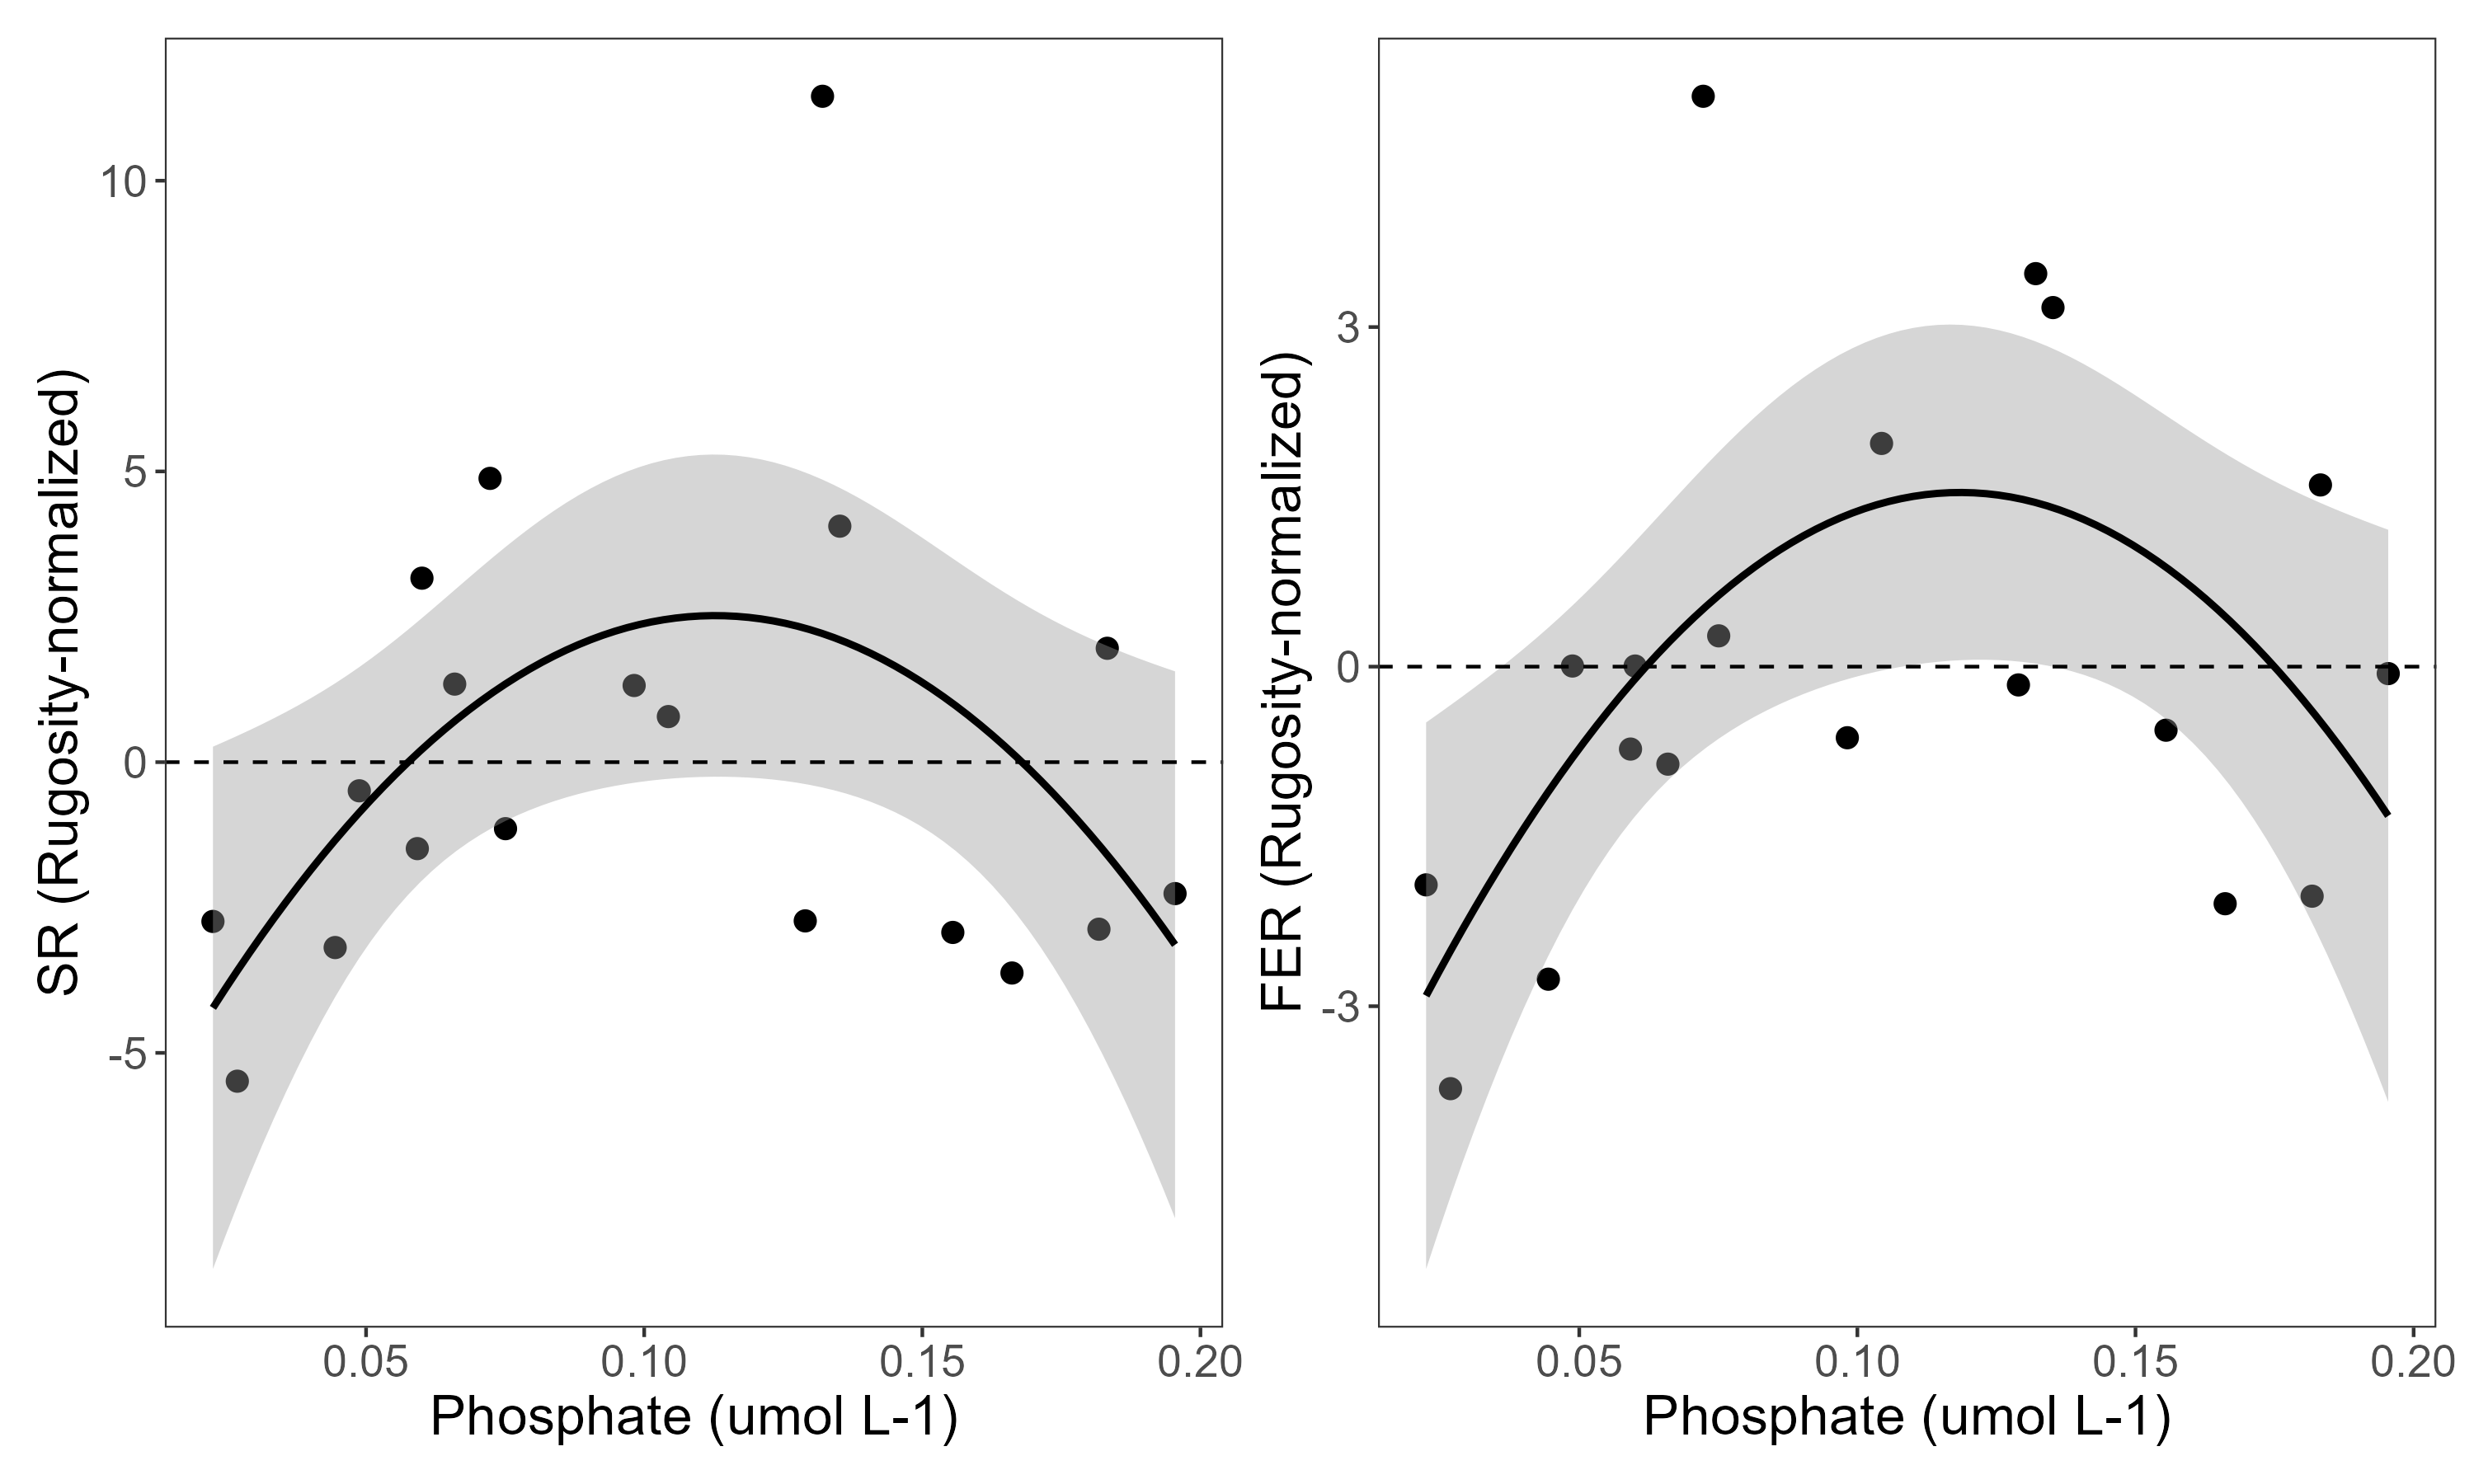 SR (Rugosity-normalized)
10
5
0
-5
0.05 0.10 0.15 0.20
Phosphate (umol L-1)
FER (Rugosity-normalized)
3
0
-3
0.05 0.10 0.15 0.20
Phosphate (umol L-1)